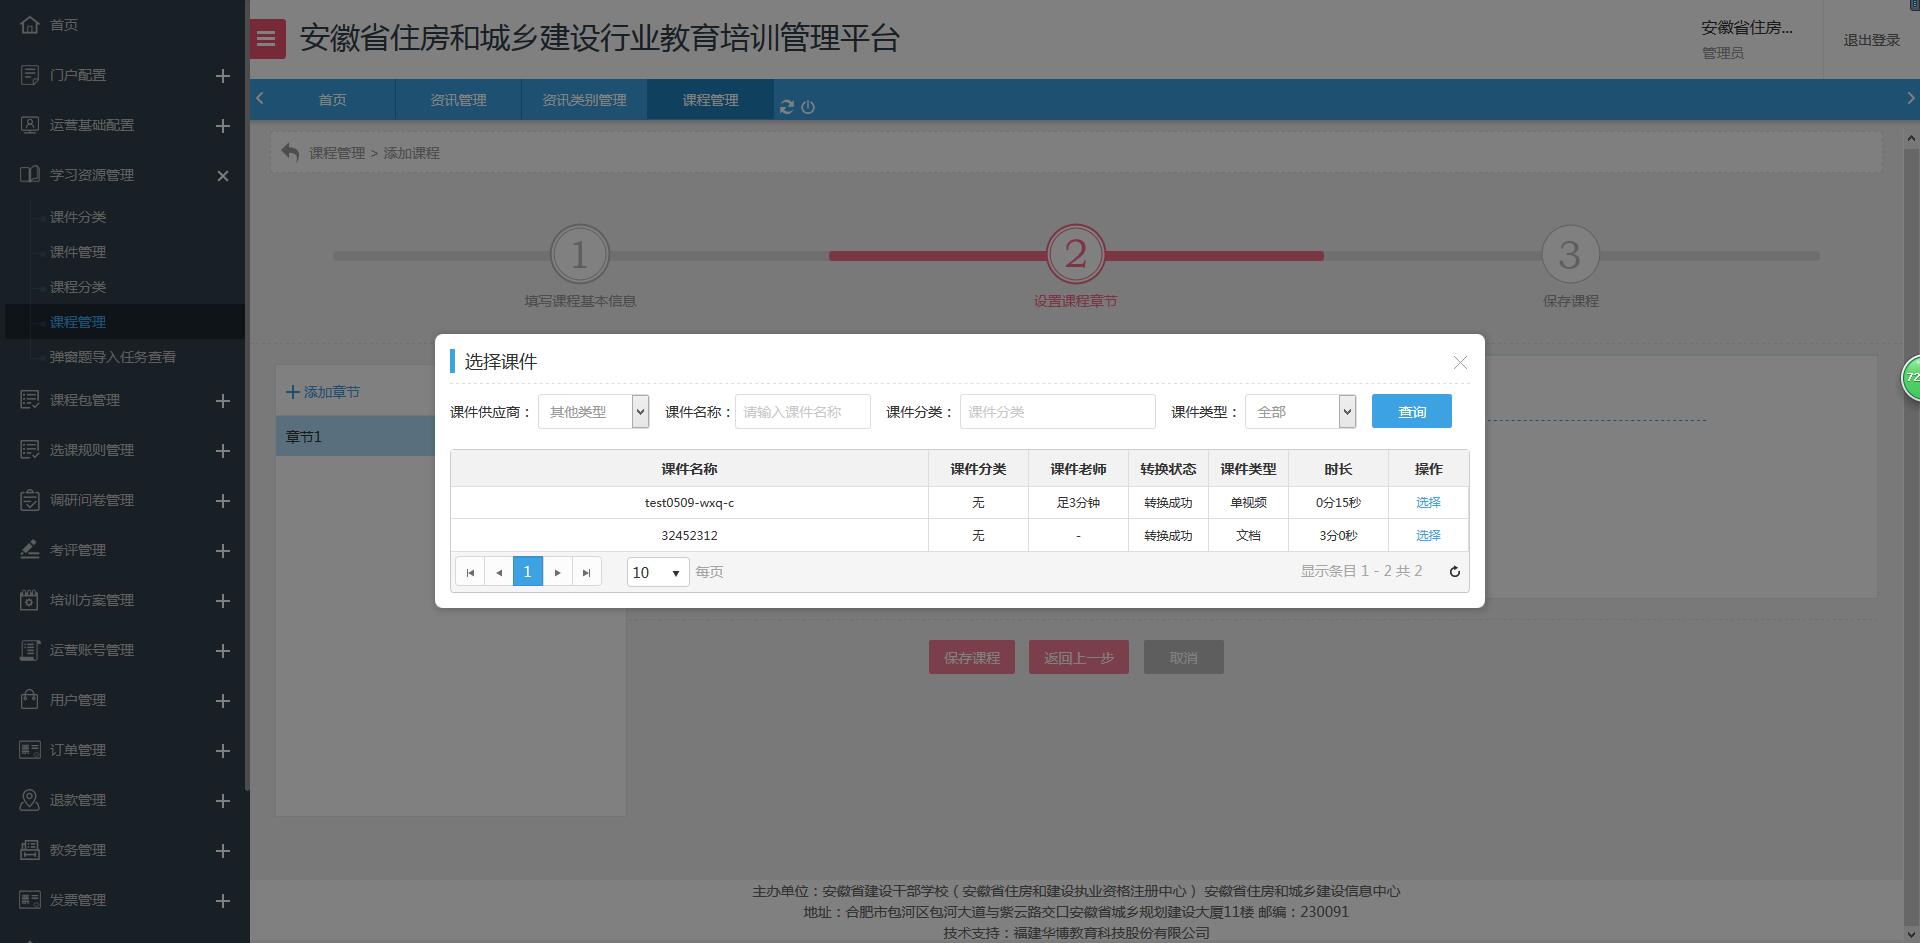 首页
门户配置
运营基础配置
学习资源管理
课件分类
课件管理
课程分类
课程管理
弹窗题导入任务查看
课程包管理
选课规则管理
调研问卷管理
考评管理
培训方案管理
运营账号管理
用户管理
订单管理
退款管理
教务管理
发票管理
安徽省住房和城乡建设行业教育培训管理平台
安徽省住房...
管理员
退出登录
首页 资讯管理 资讯类别管理 课程管理
课程管理 > 添加课程
1 2 3
填写课程基本信息 设置课程章节 保存课程
添加章节
章节1
选择课件
课件供应商： 其他类型 课件名称： 请输入课件名称 课件分类： 课件分类 课件类型： 全部 查询
课件名称 课件分类 课件老师 转换状态 课件类型 时长 操作
test0509-wxq-c 无 足3分钟 转换成功 单视频 0分15秒 选择
32452312 无 - 转换成功 文档 3分0秒 选择
1 10 每页 显示条目 1 - 2 共 2
72
保存课程 返回上一步 取消
主办单位：安徽省建设干部学校（安徽省住房和建设执业资格注册中心） 安徽省住房和城乡建设信息中心
地址：合肥市包河区包河大道与紫云路交口安徽省城乡规划建设大厦11楼 邮编：230091
技术支持：福建华博教育科技股份有限公司